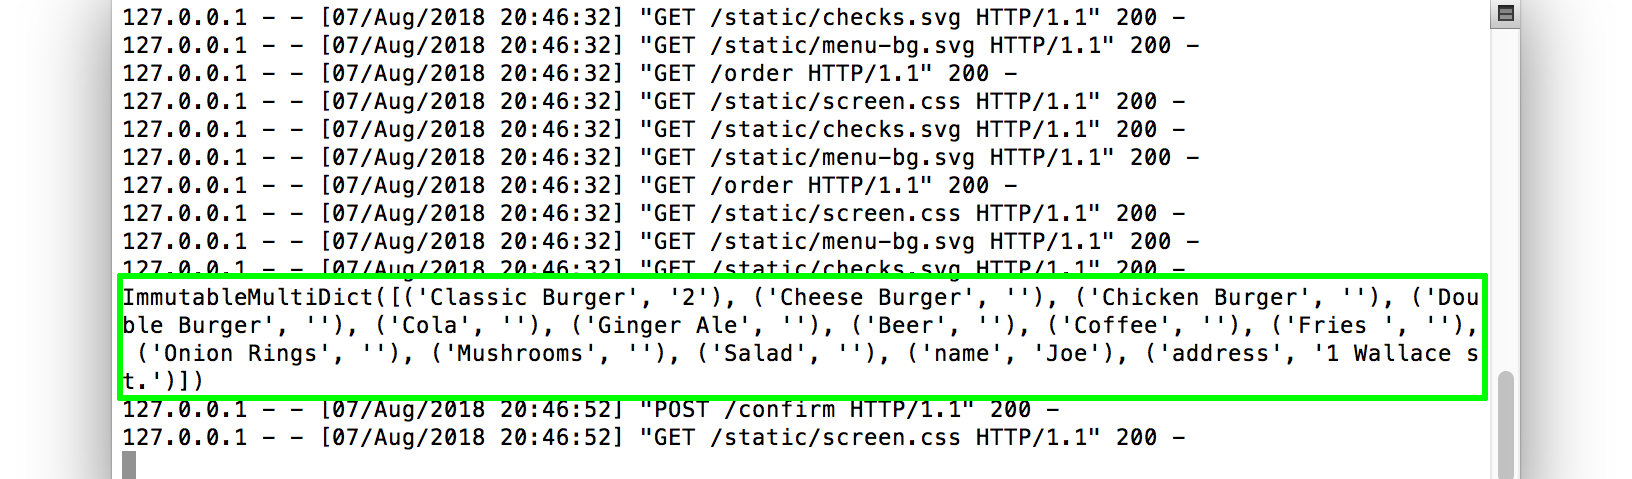 127.0.0.1 - - [07/Aug/2018 20:46:32] "GET /static/checks.svg HTTP/1.1" 200 -
127.0.0.1 - - [07/Aug/2018 20:46:32] "GET /static/menu-bg.svg HTTP/1.1" 200 -
127.0.0.1 - - [07/Aug/2018 20:46:32] "GET /order HTTP/1.1" 200 -
127.0.0.1 - - [07/Aug/2018 20:46:32] "GET /static/screen.css HTTP/1.1" 200 -
127.0.0.1 - - [07/Aug/2018 20:46:32] "GET /static/checks.svg HTTP/1.1" 200 -
127.0.0.1 - - [07/Aug/2018 20:46:32] "GET /static/menu-bg.svg HTTP/1.1" 200 -
127.0.0.1 - - [07/Aug/2018 20:46:32] "GET /order HTTP/1.1" 200 -
127.0.0.1 - - [07/Aug/2018 20:46:32] "GET /static/screen.css HTTP/1.1" 200 -
127.0.0.1 - - [07/Aug/2018 20:46:32] "GET /static/menu-bg.svg HTTP/1.1" 200 -
127.0.0.1 - - [07/Aug/2018 20:46:32] "GET /static/checks.svg HTTP/1.1" 200 -
ImmutableMultiDict([('Classic Burger', '2'), ('Cheese Burger', ''), ('Chicken Burger', ''), ('Dou
ble Burger', ''), ('Cola', ''), ('Ginger Ale', ''), ('Beer', ''), ('Coffee', ''), ('Fries ', ''),
 ('Onion Rings', ''), ('Mushrooms', ''), ('Salad', ''), ('name', 'Joe'), ('address', '1 Wallace s
t.')])
127.0.0.1 - - [07/Aug/2018 20:46:52] "POST /confirm HTTP/1.1" 200 -
127.0.0.1 - - [07/Aug/2018 20:46:52] "GET /static/screen.css HTTP/1.1" 200 -